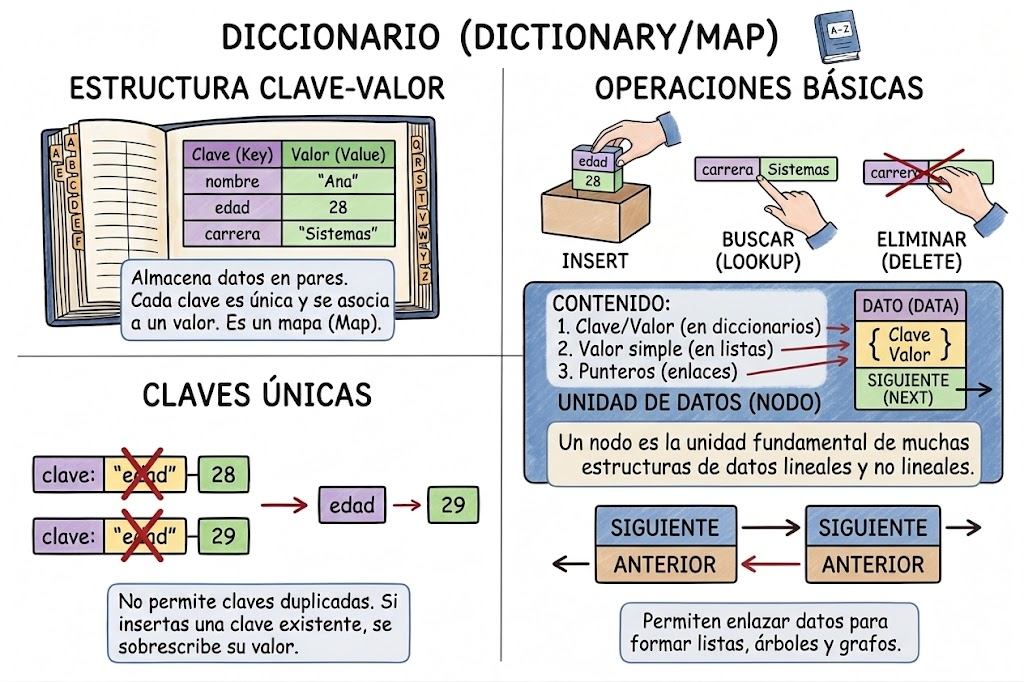 DICCIONARIO (DICTIONARY/MAP)
A-Z
ESTRUCTURA CLAVE-VALOR
A
E
A
B
C
D
E
F
Clave (Key) Valor (Value)
nombre "Ana"
edad 28
carrera "Sistemas"
Q
R
S
T
V
W
Y
Z
Almacena datos en pares.
Cada clave es única y se asocia
a un valor. Es un mapa (Map).
OPERACIONES BÁSICAS
edad
28
INSERT
carrera Sistemas
BUSCAR
(LOOKUP)
carrera
ELIMINAR
(DELETE)
CONTENIDO:
1. Clave/Valor (en diccionarios)
2. Valor simple (en listas)
3. Punteros (enlaces)
UNIDAD DE DATOS (NODO)
DATO (DATA)
{ Clave
Valor }
SIGUIENTE
(NEXT)
Un nodo es la unidad fundamental de muchas
estructuras de datos lineales y no lineales.
SIGUIENTE SIGUIENTE
ANTERIOR ANTERIOR
Permiten enlazar datos para
formar listas, árboles y grafos.
CLAVES ÚNICAS
clave: "edad" 28
clave: "edad" 29
edad 29
No permite claves duplicadas. Si
insertas una clave existente, se
sobrescribe su valor.